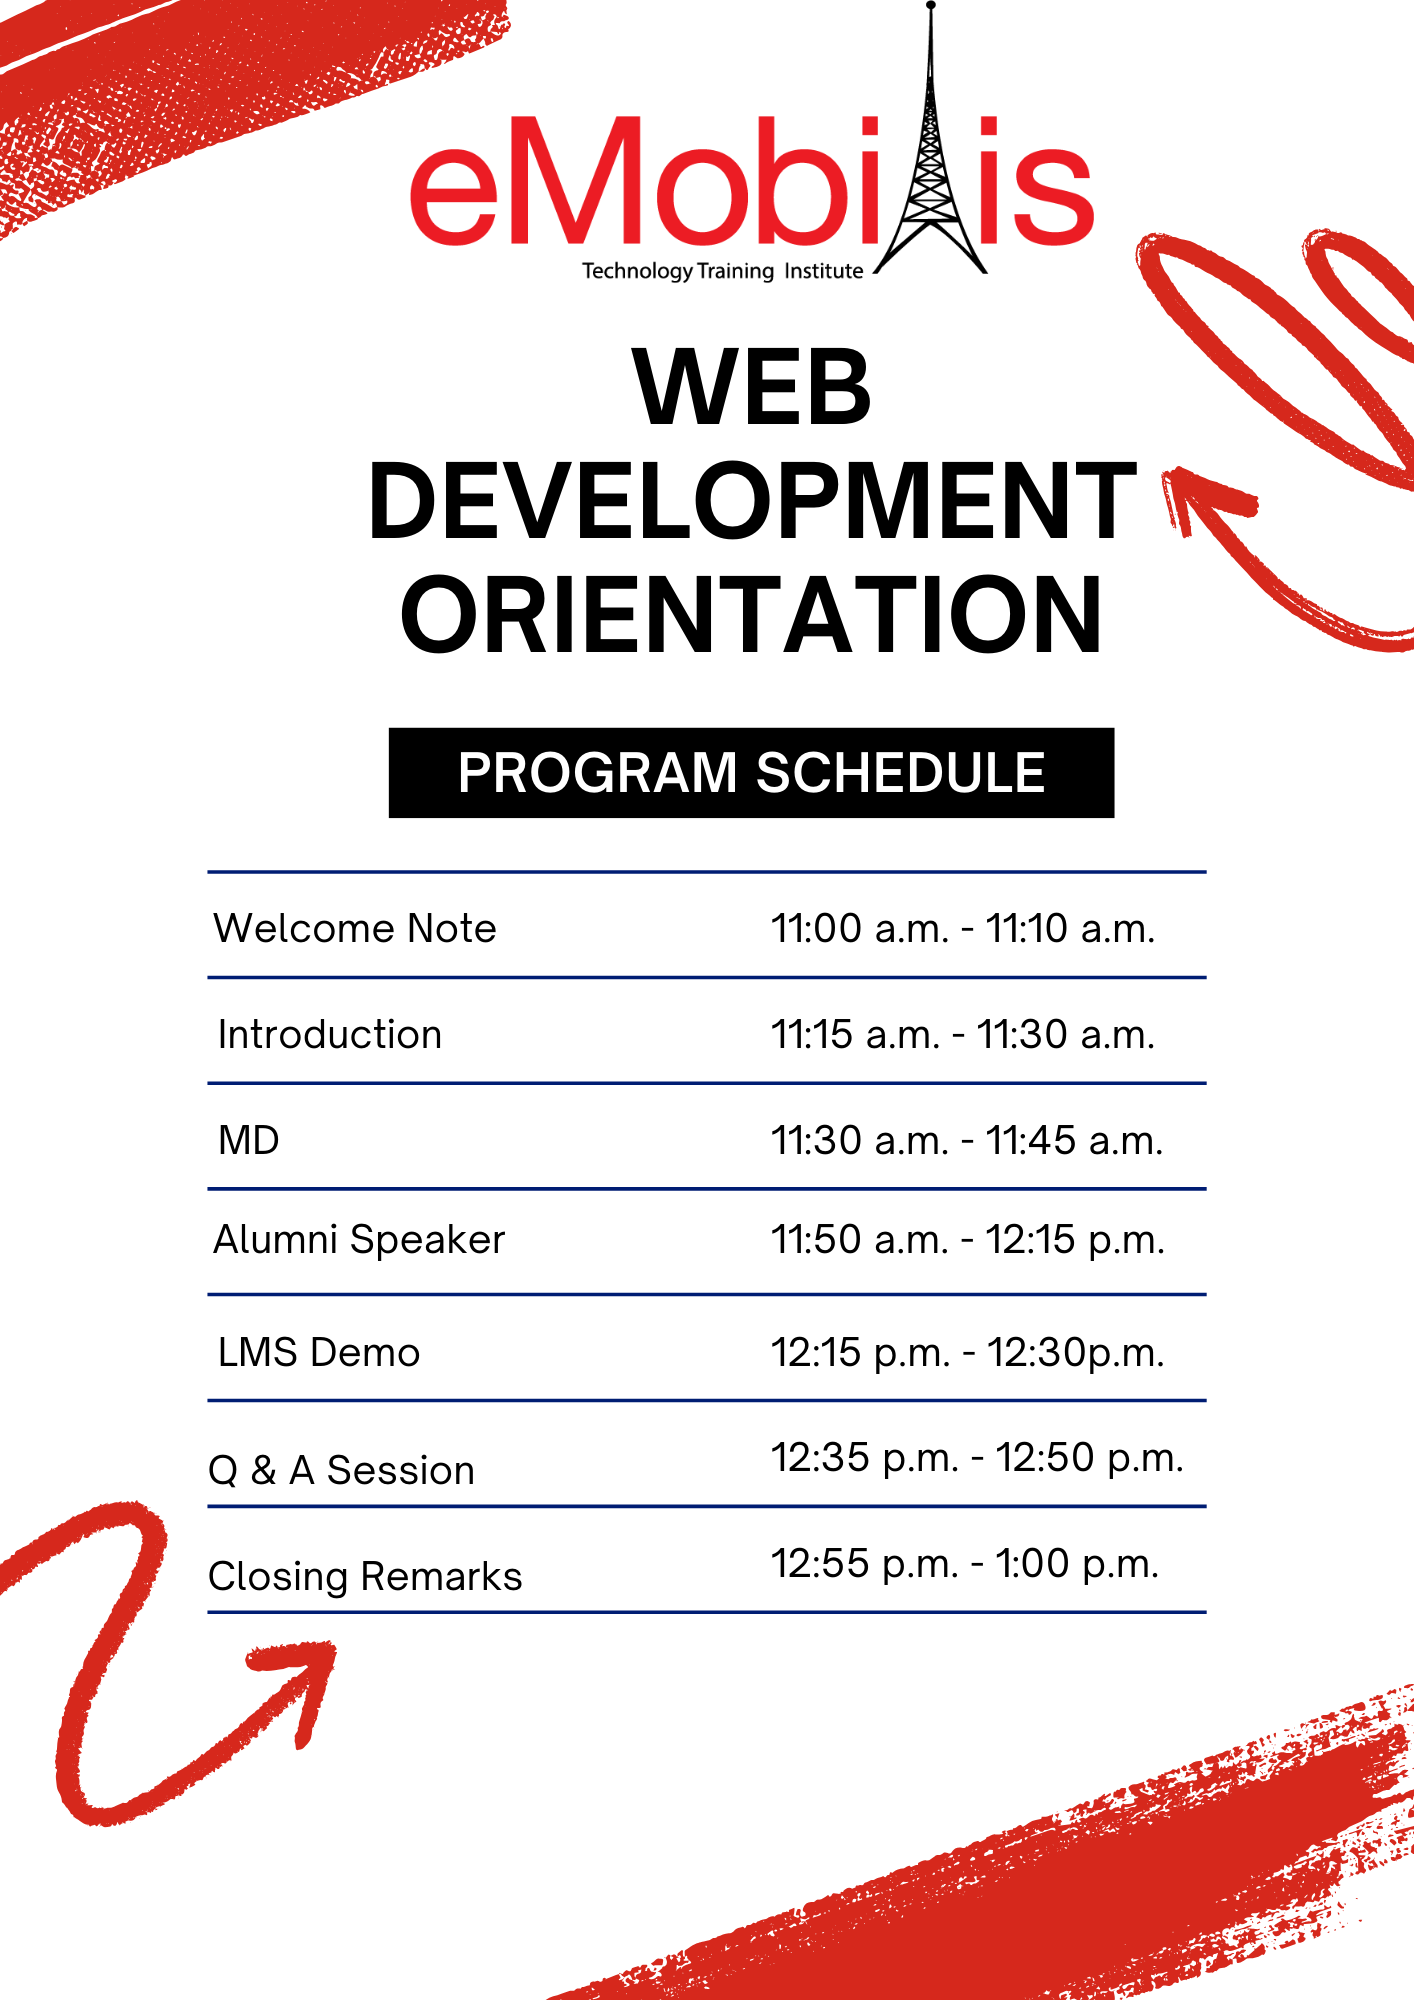 eMobilis
Technology Training Institute
WEB
DEVELOPMENT
ORIENTATION
PROGRAM SCHEDULE
Welcome Note 11:00 a.m. - 11:10 a.m.
Introduction 11:15 a.m. - 11:30 a.m.
MD 11:30 a.m. - 11:45 a.m.
Alumni Speaker 11:50 a.m. - 12:15 p.m.
LMS Demo 12:15 p.m. - 12:30p.m.
Q & A Session 12:35 p.m. - 12:50 p.m.
Closing Remarks 12:55 p.m. - 1:00 p.m.